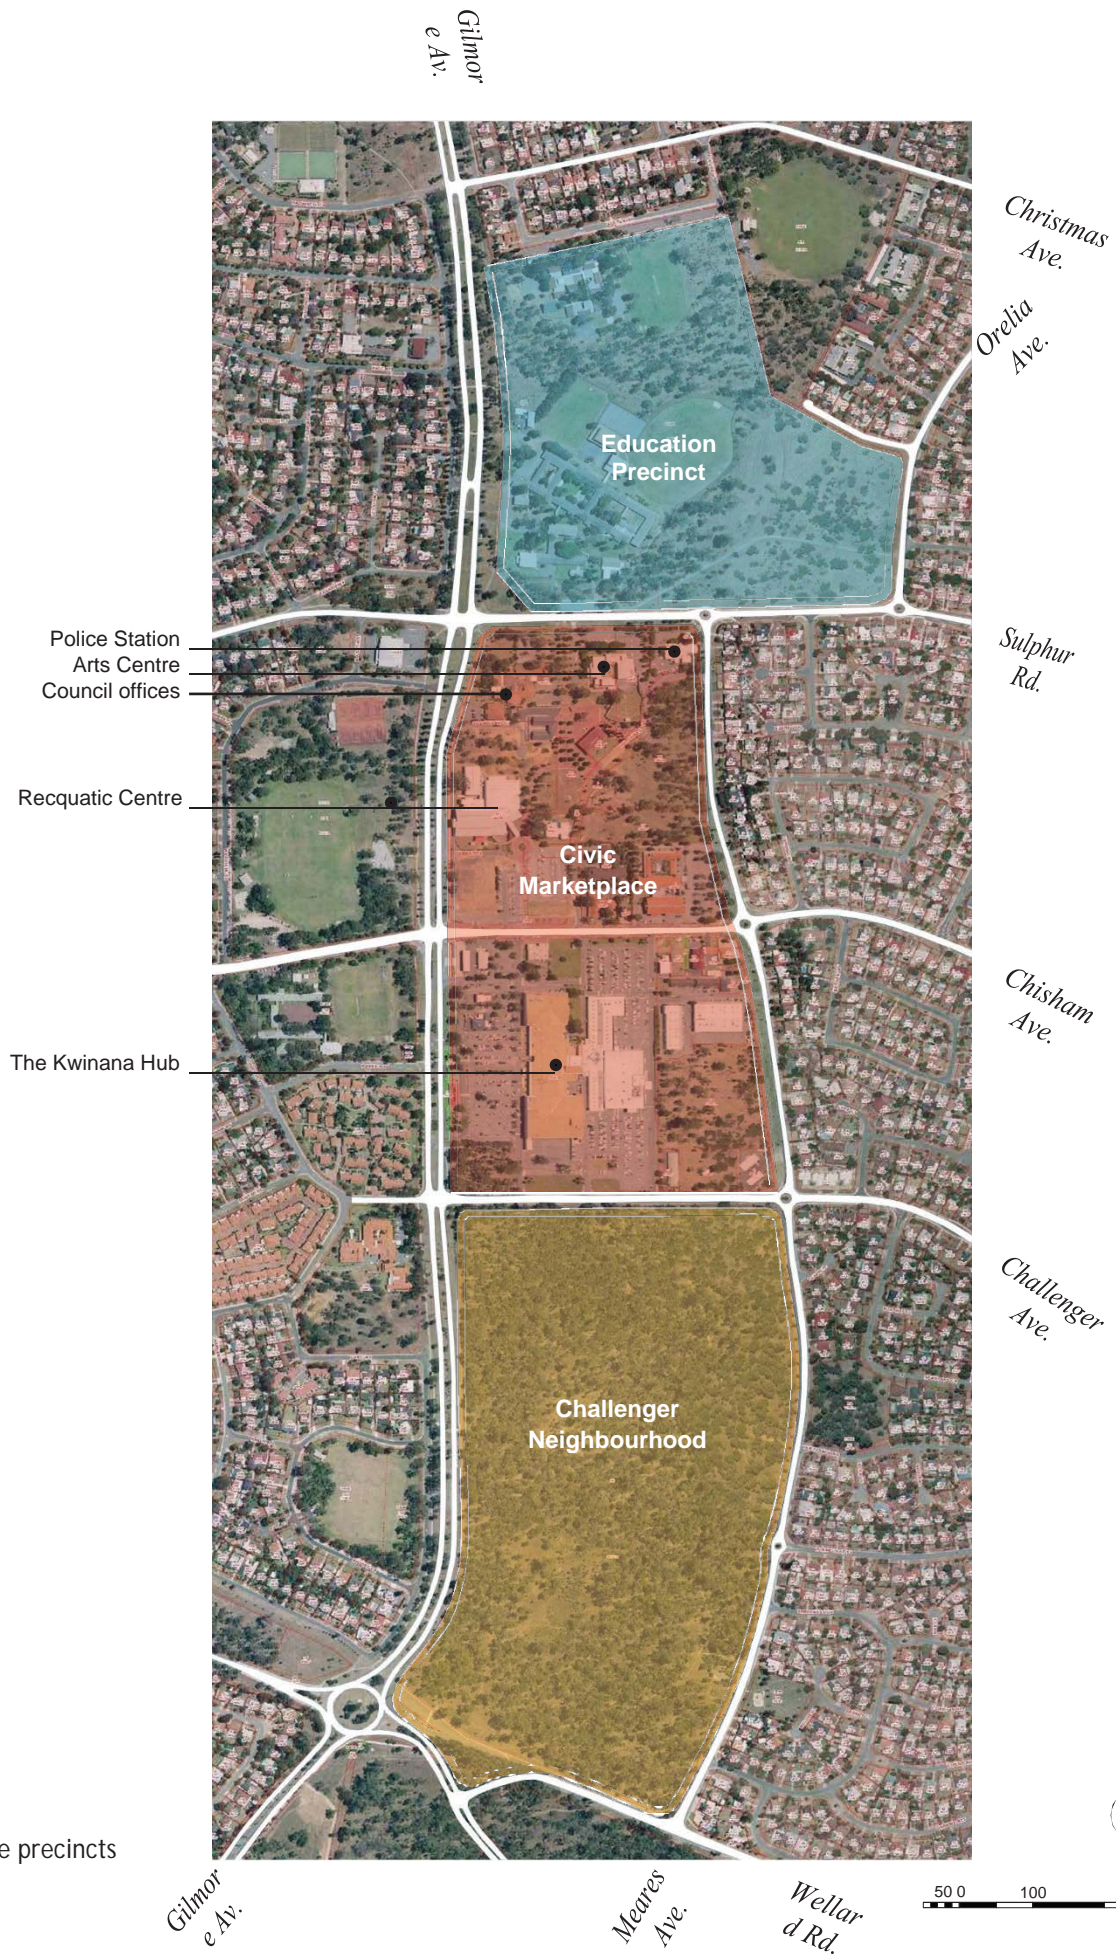 Gilmor
e Av.
Christmas
Ave.
Orelia
Ave.
Education
Precinct
Police Station
Arts Centre
Council offices
Sulphur
Rd.
Recquatic Centre
Civic
Marketplace
Chisham
Ave.
The Kwinana Hub
Challenger
Ave.
Challenger
Neighbourhood
e precincts
Gilmor
e Av.
Meares
Ave.
Wellar
d Rd.
50 0 100